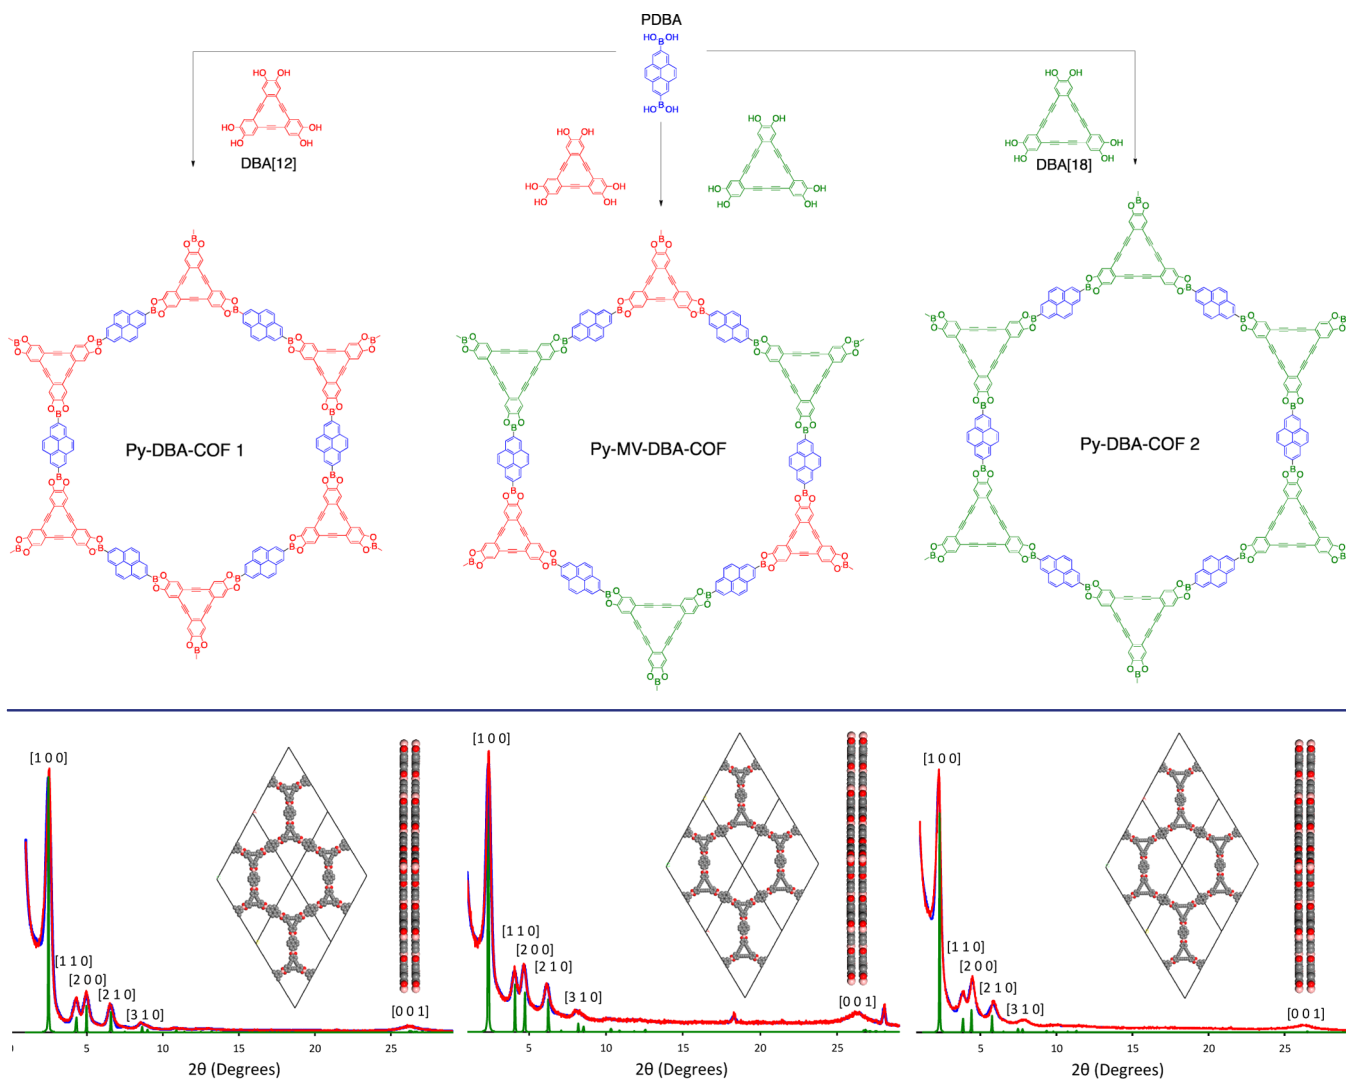 PDBA
HO OH
B
B
HO OH
HO OH
HO OH
HO OH
DBA[12]
HO OH
HO OH
HO OH
HO OH
HO OH
HO OH
HO OH
HO OH
HO OH
DBA[18]
Py-DBA-COF 1
Py-MV-DBA-COF
Py-DBA-COF 2
[1 0 0]
[1 1 0]
[2 0 0]
[2 1 0]
[3 1 0]
[0 0 1]
5 10 15 20 25
2θ (Degrees)
[1 0 0]
[1 1 0]
[2 0 0]
[2 1 0]
[3 1 0]
[0 0 1]
5 10 15 20 25
2θ (Degrees)
[1 0 0]
[1 1 0]
[2 0 0]
[2 1 0]
[3 1 0]
[0 0 1]
5 10 15 20 25
2θ (Degrees)